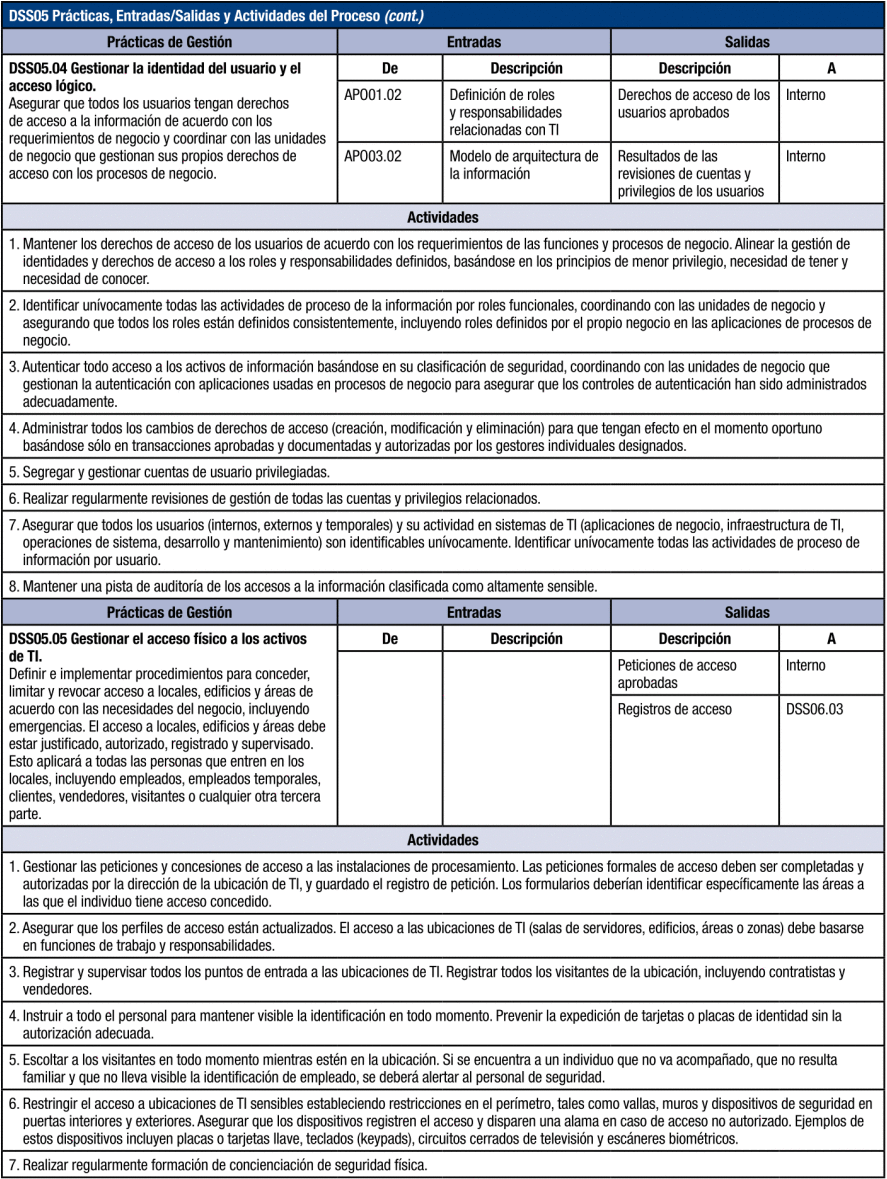 DSS05 Prácticas, Entradas/Salidas y Actividades del Proceso (cont.)
Prácticas de Gestión
Entradas
Salidas
DSS05.04 Gestionar la identidad del usuario y el
acceso lógico.
Asegurar que todos los usuarios tengan derechos
de acceso a la información de acuerdo con los
requerimientos de negocio y coordinar con las unidades
de negocio que gestionan sus propios derechos de
acceso con los procesos de negocio.
De
Descripción
Descripción
A
APO01.02
Definición de roles
y responsabilidades
relacionadas con TI
Derechos de acceso de los
usuarios aprobados
Interno
APO03.02
Modelo de arquitectura de
la información
Resultados de las
revisiones de cuentas y
privilegios de los usuarios
Interno
Actividades
1. Mantener los derechos de acceso de los usuarios de acuerdo con los requerimientos de las funciones y procesos de negocio. Alinear la gestión de
identidades y derechos de acceso a los roles y responsabilidades definidos, basándose en los principios de menor privilegio, necesidad de tener y
necesidad de conocer.
2. Identificar unívocamente todas las actividades de proceso de la información por roles funcionales, coordinando con las unidades de negocio y
asegurando que todos los roles están definidos consistentemente, incluyendo roles definidos por el propio negocio en las aplicaciones de procesos de
negocio.
3. Autenticar todo acceso a los activos de información basándose en su clasificación de seguridad, coordinando con las unidades de negocio que
gestionan la autenticación con aplicaciones usadas en procesos de negocio para asegurar que los controles de autenticación han sido administrados
adecuadamente.
4. Administrar todos los cambios de derechos de acceso (creación, modificación y eliminación) para que tengan efecto en el momento oportuno
basándose sólo en transacciones aprobadas y documentadas y autorizadas por los gestores individuales designados.
5. Segregar y gestionar cuentas de usuario privilegiadas.
6. Realizar regularmente revisiones de gestión de todas las cuentas y privilegios relacionados.
7. Asegurar que todos los usuarios (internos, externos y temporales) y su actividad en sistemas de TI (aplicaciones de negocio, infraestructura de TI,
operaciones de sistema, desarrollo y mantenimiento) son identificables unívocamente. Identificar unívocamente todas las actividades de proceso de
información por usuario.
8. Mantener una pista de auditoría de los accesos a la información clasificada como altamente sensible.
Prácticas de Gestión
Entradas
Salidas
DSS05.05 Gestionar el acceso físico a los activos
de TI.
Definir e implementar procedimientos para conceder,
limitar y revocar acceso a locales, edificios y áreas de
acuerdo con las necesidades del negocio, incluyendo
emergencias. El acceso a locales, edificios y áreas debe
estar justificado, autorizado, registrado y supervisado.
Esto aplicará a todas las personas que entren en los
locales, incluyendo empleados, empleados temporales,
clientes, vendedores, visitantes o cualquier otra tercera
parte.
De
Descripción
Descripción
A
Peticiones de acceso
aprobadas
Interno
Registros de acceso
DSS06.03
Actividades
1. Gestionar las peticiones y concesiones de acceso a las instalaciones de procesamiento. Las peticiones formales de acceso deben ser completadas y
autorizadas por la dirección de la ubicación de TI, y guardado el registro de petición. Los formularios deberían identificar específicamente las áreas a
las que el individuo tiene acceso concedido.
2. Asegurar que los perfiles de acceso están actualizados. El acceso a las ubicaciones de TI (salas de servidores, edificios, áreas o zonas) debe basarse
en funciones de trabajo y responsabilidades.
3. Registrar y supervisar todos los puntos de entrada a las ubicaciones de TI. Registrar todos los visitantes de la ubicación, incluyendo contratistas y
vendedores.
4. Instruir a todo el personal para mantener visible la identificación en todo momento. Prevenir la expedición de tarjetas o placas de identidad sin la
autorización adecuada.
5. Escoltar a los visitantes en todo momento mientras estén en la ubicación. Si se encuentra a un individuo que no va acompañado, que no resulta
familiar y que no lleva visible la identificación de empleado, se deberá alertar al personal de seguridad.
6. Restringir el acceso a ubicaciones de TI sensibles estableciendo restricciones en el perímetro, tales como vallas, muros y dispositivos de seguridad en
puertas interiores y exteriores. Asegurar que los dispositivos registren el acceso y disparen una alama en caso de acceso no autorizado. Ejemplos de
estos dispositivos incluyen placas o tarjetas llave, teclados (keypads), circuitos cerrados de televisión y escáneres biométricos.
7. Realizar regularmente formación de concienciación de seguridad física.